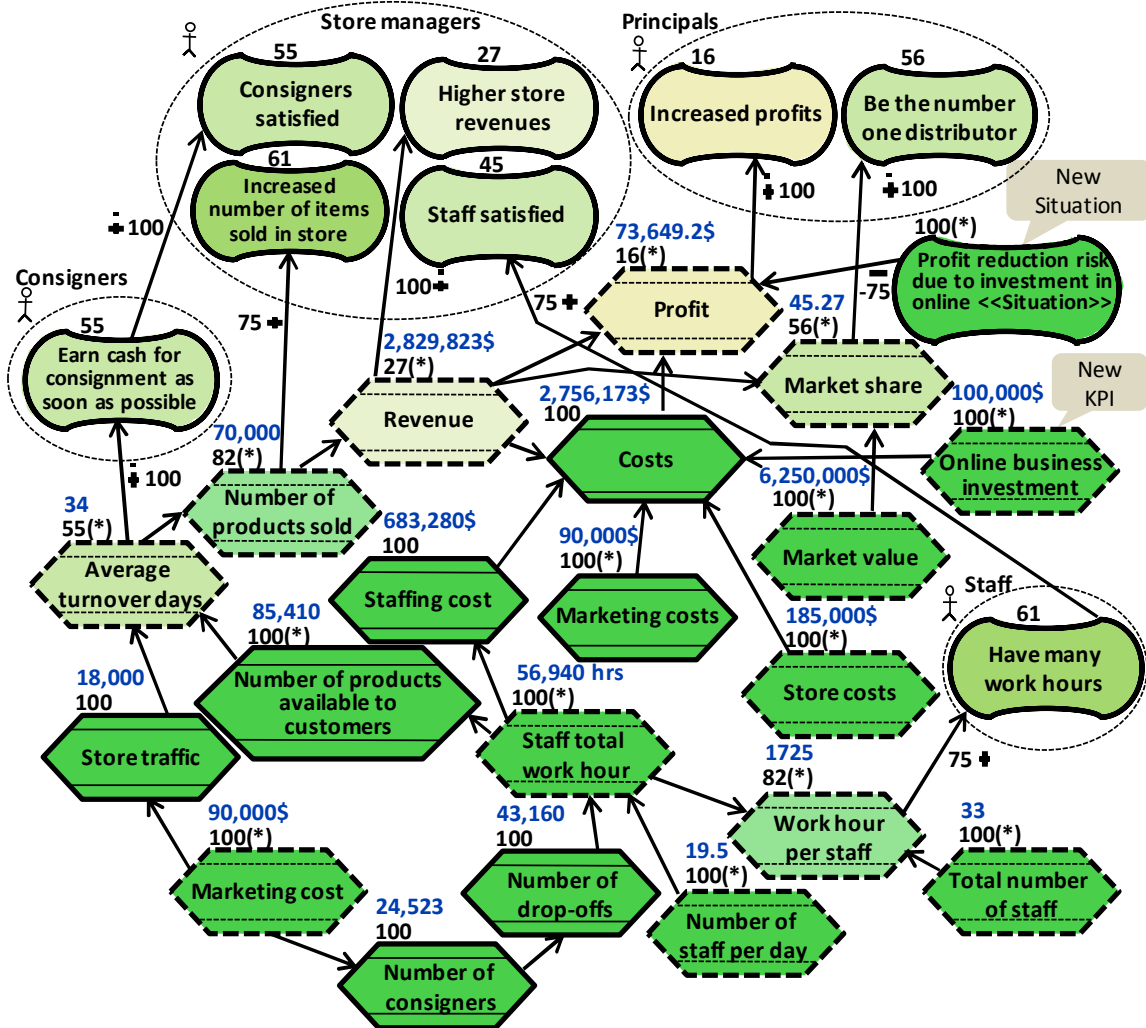 Store managers
Principals
55
Consigners
satisfied
27
Higher store
revenues
16
Increased profits
56
Be the number
one distributor
61
Increased
number of items
sold in store
45
Staff satisfied
100
100
New
Situation
100
73,649.2$
16(*)
Profit
100(*)
Profit reduction risk
due to investment in
online <<Situation>>
-75
Consigners
100
75
45.27
56(*)
Market share
55
Earn cash for
consignment as
soon as possible
75
2,829,823$
27(*)
Revenue
2,756,173$
100
Costs
New
KPI
100,000$
100(*)
Online business
investment
70,000
82(*)
Number of
products sold
100
6,250,000$
100(*)
Market value
34
55(*)
Average
turnover days
683,280$
100
Staffing cost
90,000$
100(*)
Marketing costs
Staff
61
Have many
work hours
85,410
100(*)
Number of products
available to
customers
185,000$
100(*)
Store costs
18,000
100
Store traffic
56,940 hrs
100(*)
Staff total
work hour
1725
82(*)
Work hour
per staff
75
90,000$
100(*)
Marketing cost
43,160
100
Number of
drop-offs
19.5
100(*)
Number of
staff per day
33
100(*)
Total number
of staff
24,523
100
Number of
consigners